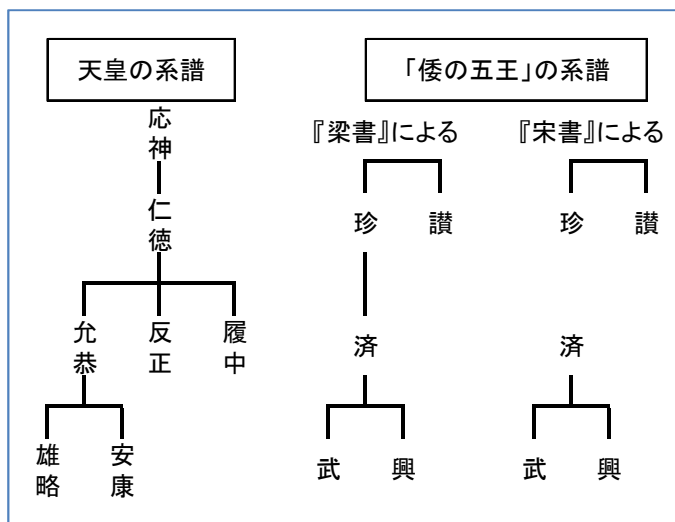 天皇の系譜
「倭の五王」の系譜
応神
仁徳
履中
反正
允恭
安康
雄略
『梁書』による
讃
珍
済
興
武
『宋書』による
讃
珍
済
興
武